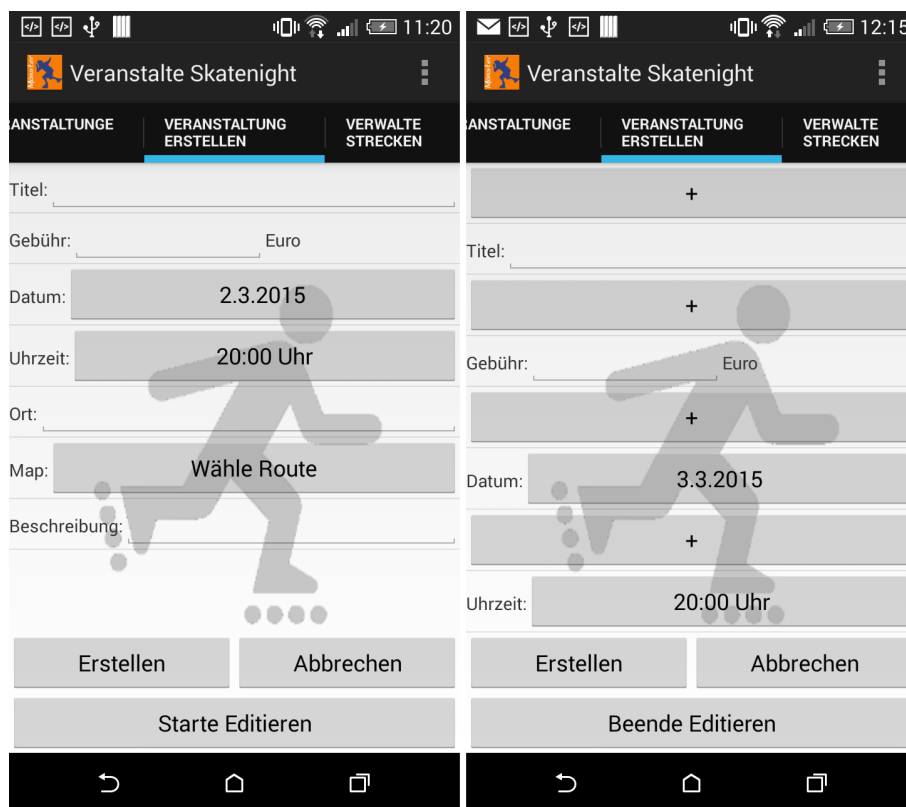 11:20
Veranstalte Skatenight
ANSTALTUNGE
VERANSTALTUNG
ERSTELLEN
VERWALTE
STRECKEN
Titel:
Gebühr: Euro
Datum: 2.3.2015
Uhrzeit: 20:00 Uhr
Ort:
Map: Wähle Route
Beschreibung:
Erstellen Abbrechen
Starte Editieren
12:15
Veranstalte Skatenight
ANSTALTUNGE
VERANSTALTUNG
ERSTELLEN
VERWALTE
STRECKEN
+
Titel:
+
Gebühr: Euro
+
Datum: 3.3.2015
+
Uhrzeit: 20:00 Uhr
Erstellen Abbrechen
Beende Editieren